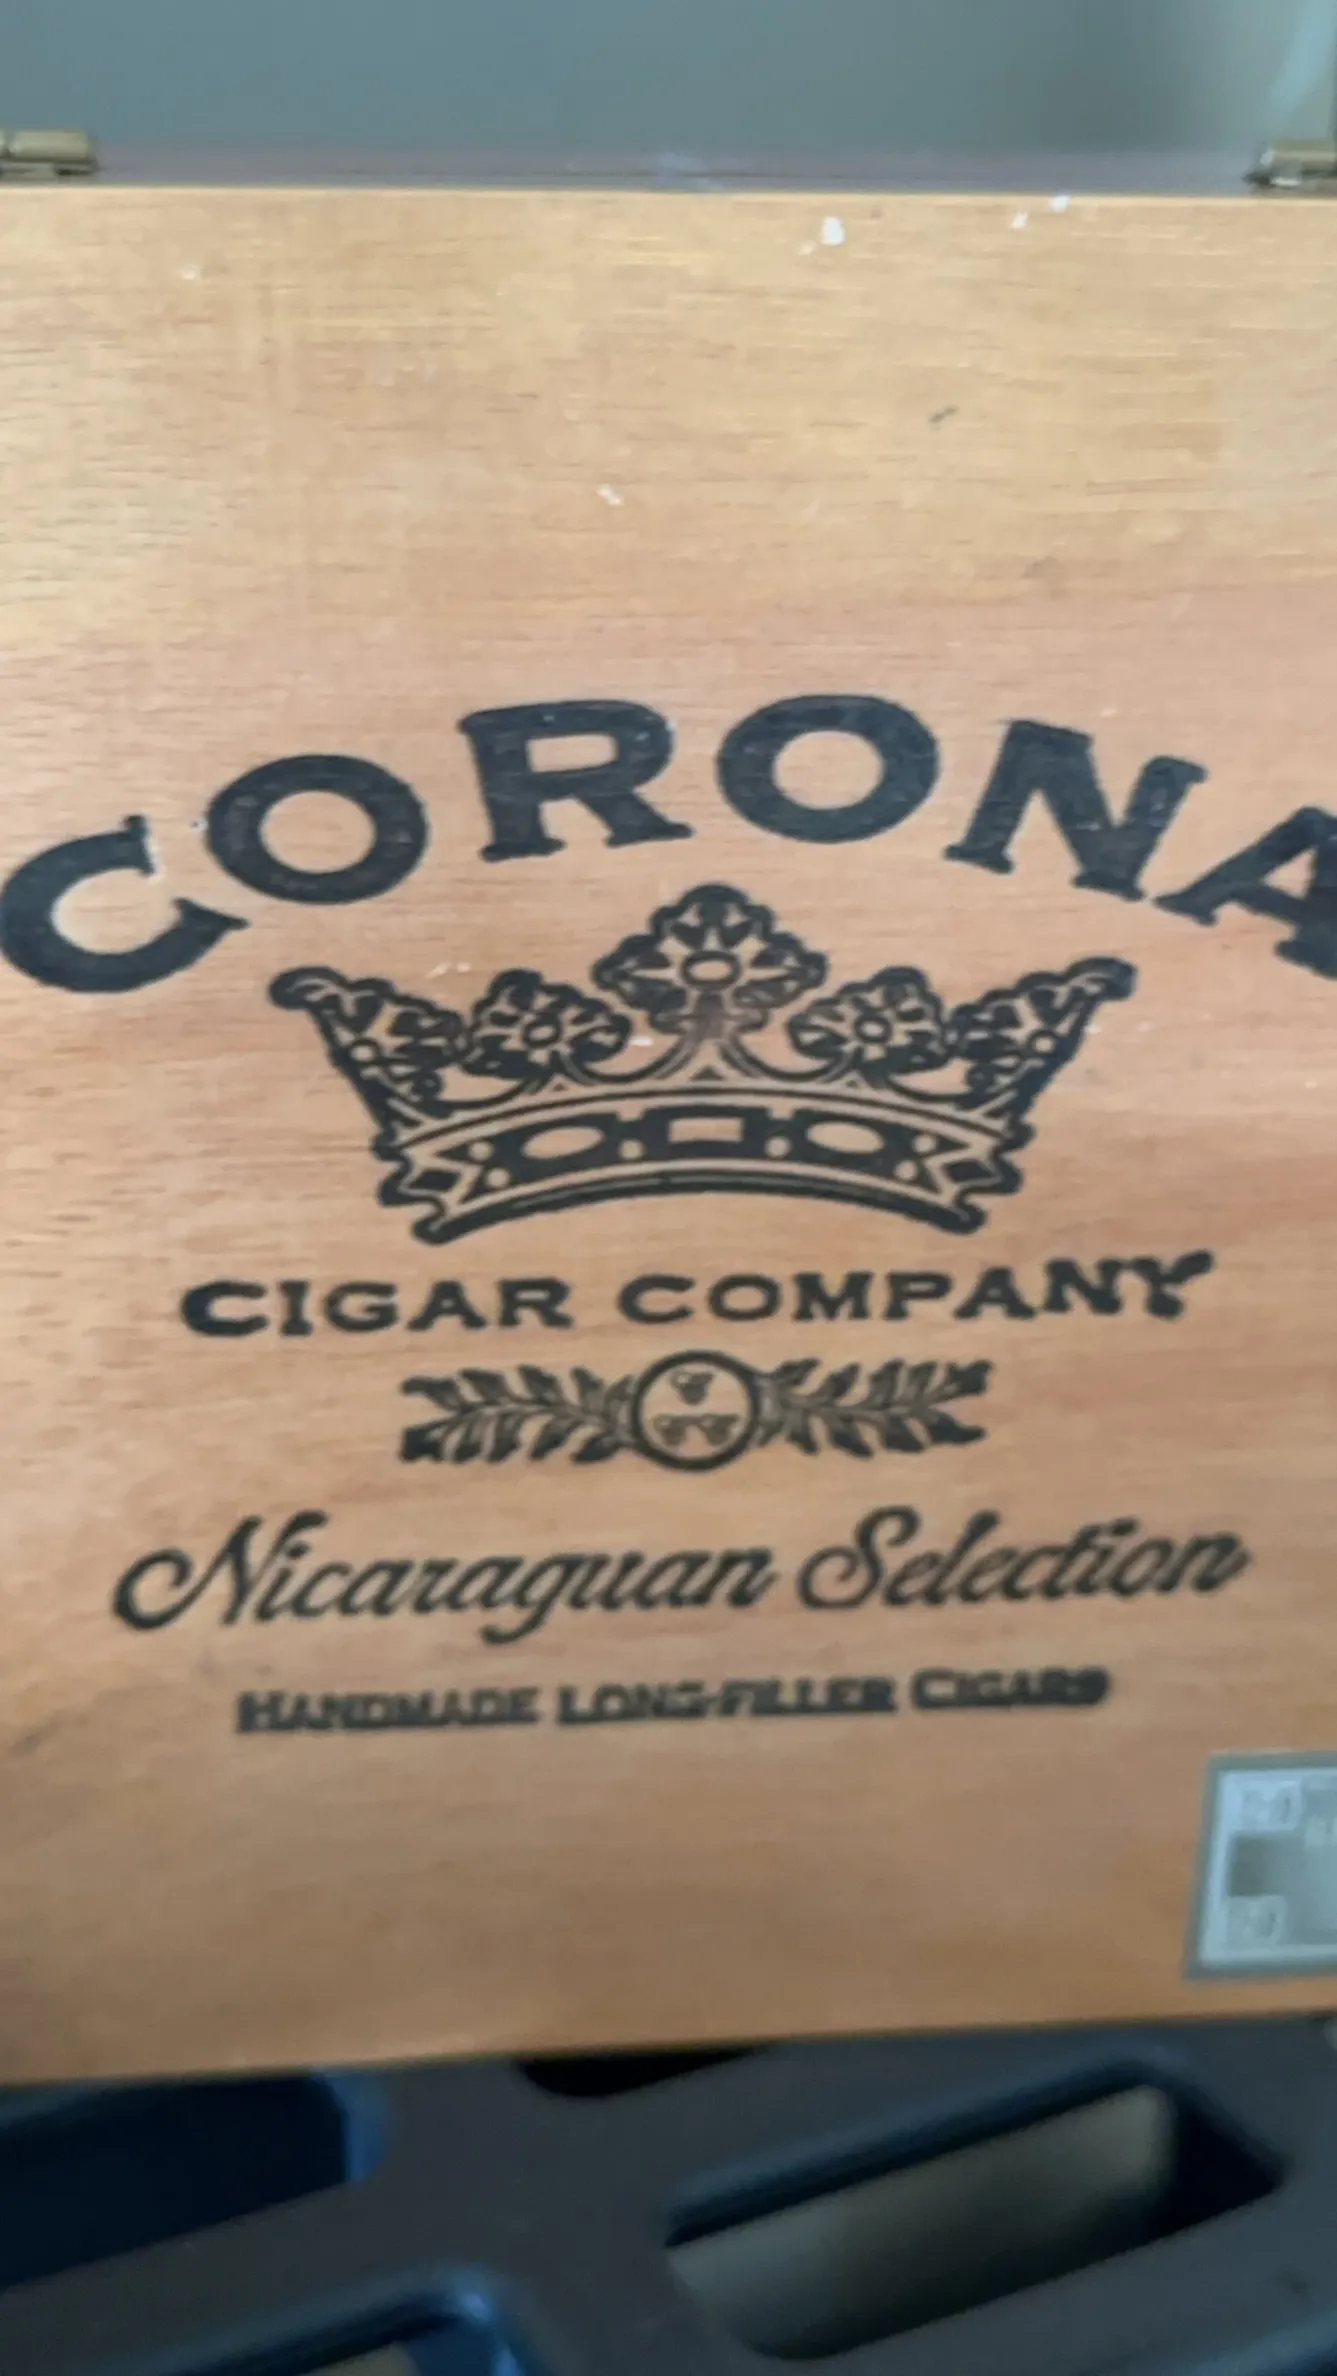 CORONA
CIGAR COMPANY
Nicaraguan Selection
HANDMADE LONG-FILLER CIGARS